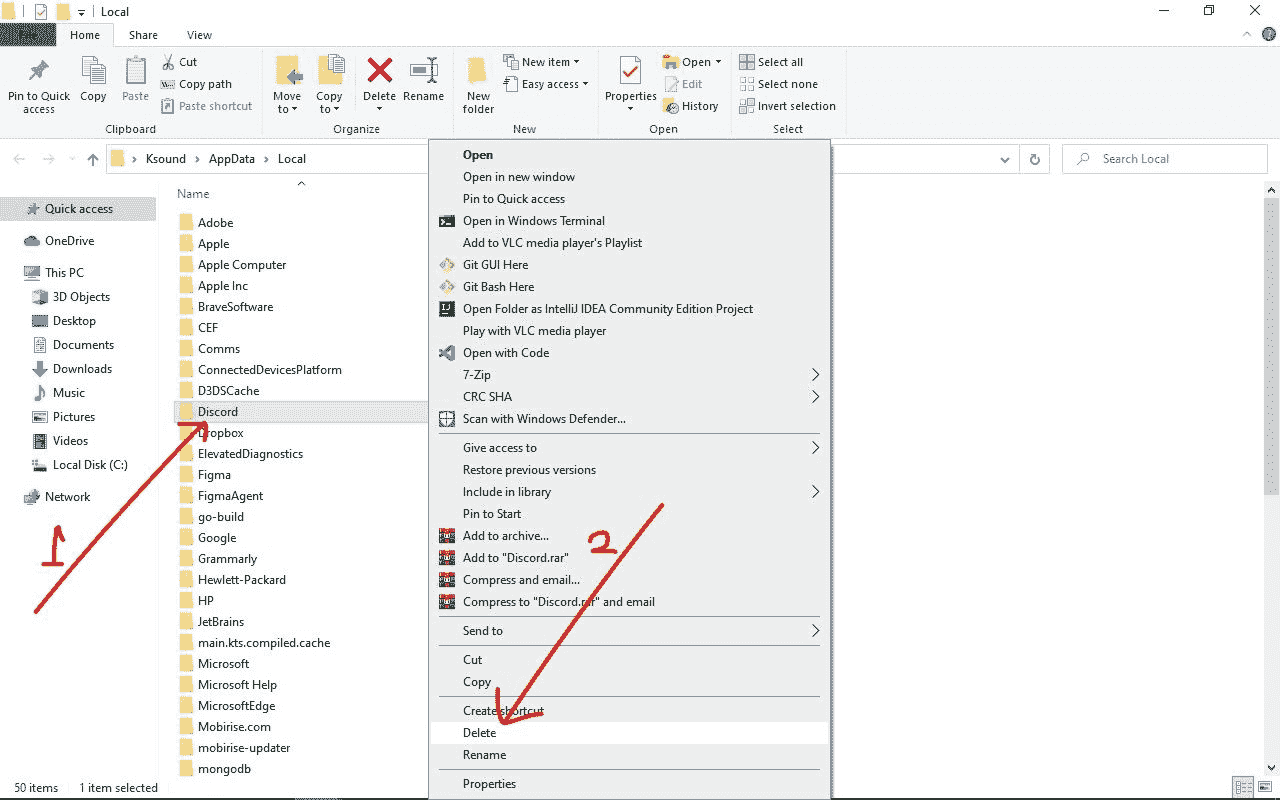 Local
File
Home Share View
Pin to Quick access
Copy
Paste
Cut
Copy path
Paste shortcut
Clipboard
Move to
Copy to
Delete
Rename
Organize
New folder
New item
Easy access
New
Properties
Open
Edit
History
Open
Select all
Select none
Invert selection
Select
Ksound > AppData > Local
Search Local
Quick access
OneDrive
This PC
3D Objects
Desktop
Documents
Downloads
Music
Pictures
Videos
Local Disk (C:)
Network
1
Name
Adobe
Apple
Apple Computer
Apple Inc
BraveSoftware
CEF
Comms
ConnectedDevicesPlatform
D3DSCache
Discord
Dropbox
ElevatedDiagnostics
Figma
FigmaAgent
go-build
Google
Grammarly
Hewlett-Packard
HP
JetBrains
main.kts.compiled.cache
Microsoft
Microsoft Help
MicrosoftEdge
Mobirise.com
mobirise-updater
mongodb
Open
Open in new window
Pin to Quick access
Open in Windows Terminal
Add to VLC media player's Playlist
Git GUI Here
Git Bash Here
Open Folder as IntelliJ IDEA Community Edition Project
Play with VLC media player
Open with Code
7-Zip
CRC SHA
Scan with Windows Defender...
Give access to
Restore previous versions
Include in library
Pin to Start
Add to archive...
2
Add to "Discord.rar"
Compress and email...
Compress to "Discord.rar" and email
Send to
Cut
Copy
Create shortcut
Delete
Rename
Properties
50 items 1 item selected